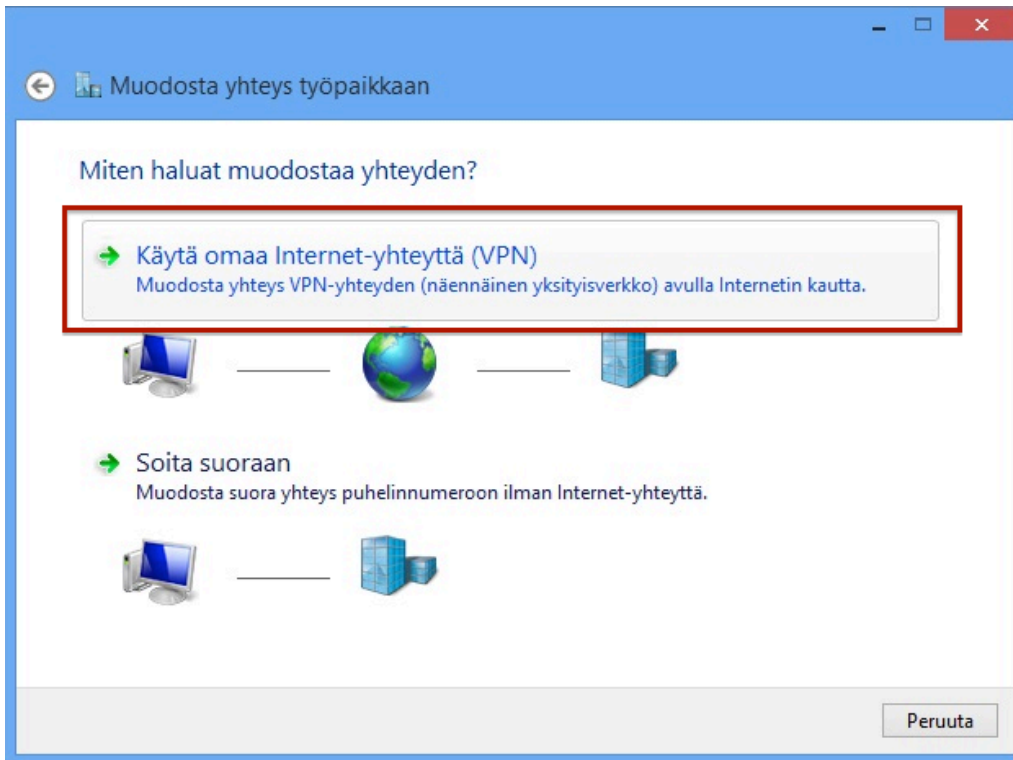 Muodosta yhteys työpaikkaan
Miten haluat muodostaa yhteyden?
Käytä omaa Internet-yhteyttä (VPN)
Muodosta yhteys VPN-yhteyden (näennäinen yksityisverkko) avulla Internetin kautta.
Soita suoraan
Muodosta suora yhteys puhelinnumeroon ilman Internet-yhteyttä.
Peruuta